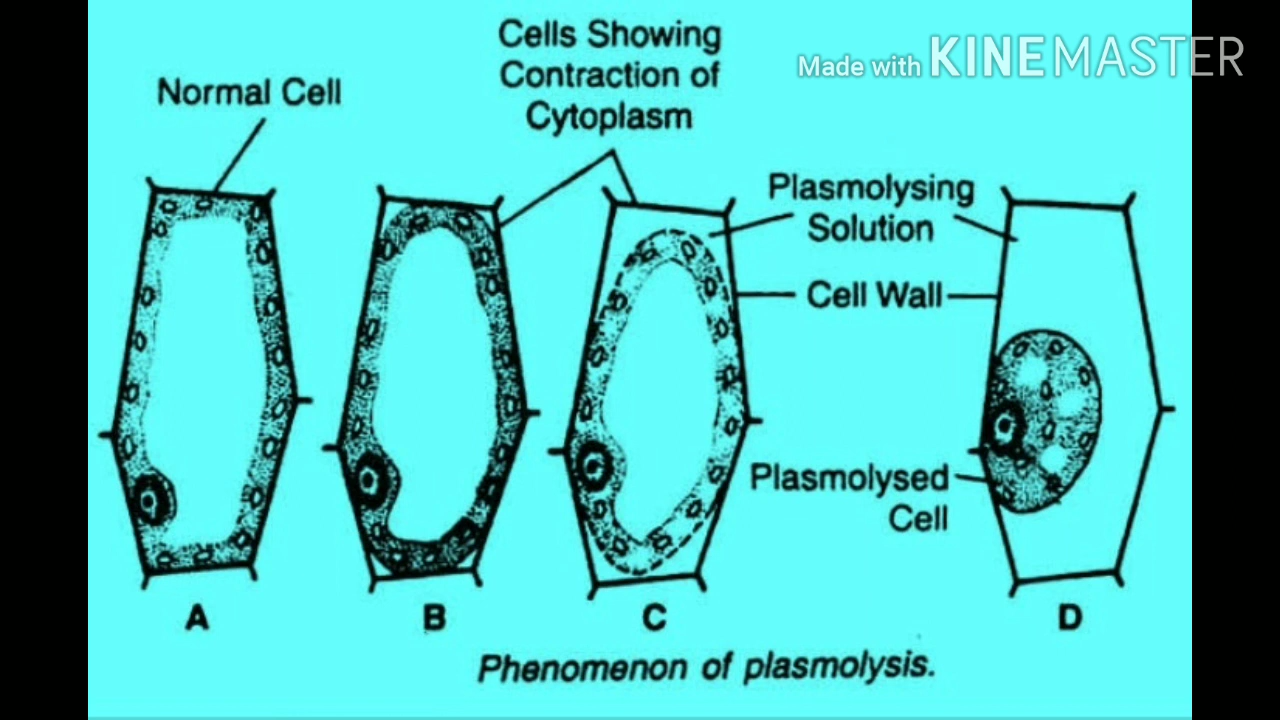 Cells Showing
Contraction of
Cytoplasm
Made with KINEMASTER
Normal Cell
Plasmolysing
Solution
Cell Wall
Plasmolysed
Cell
A
B
C
D
Phenomenon of plasmolysis.